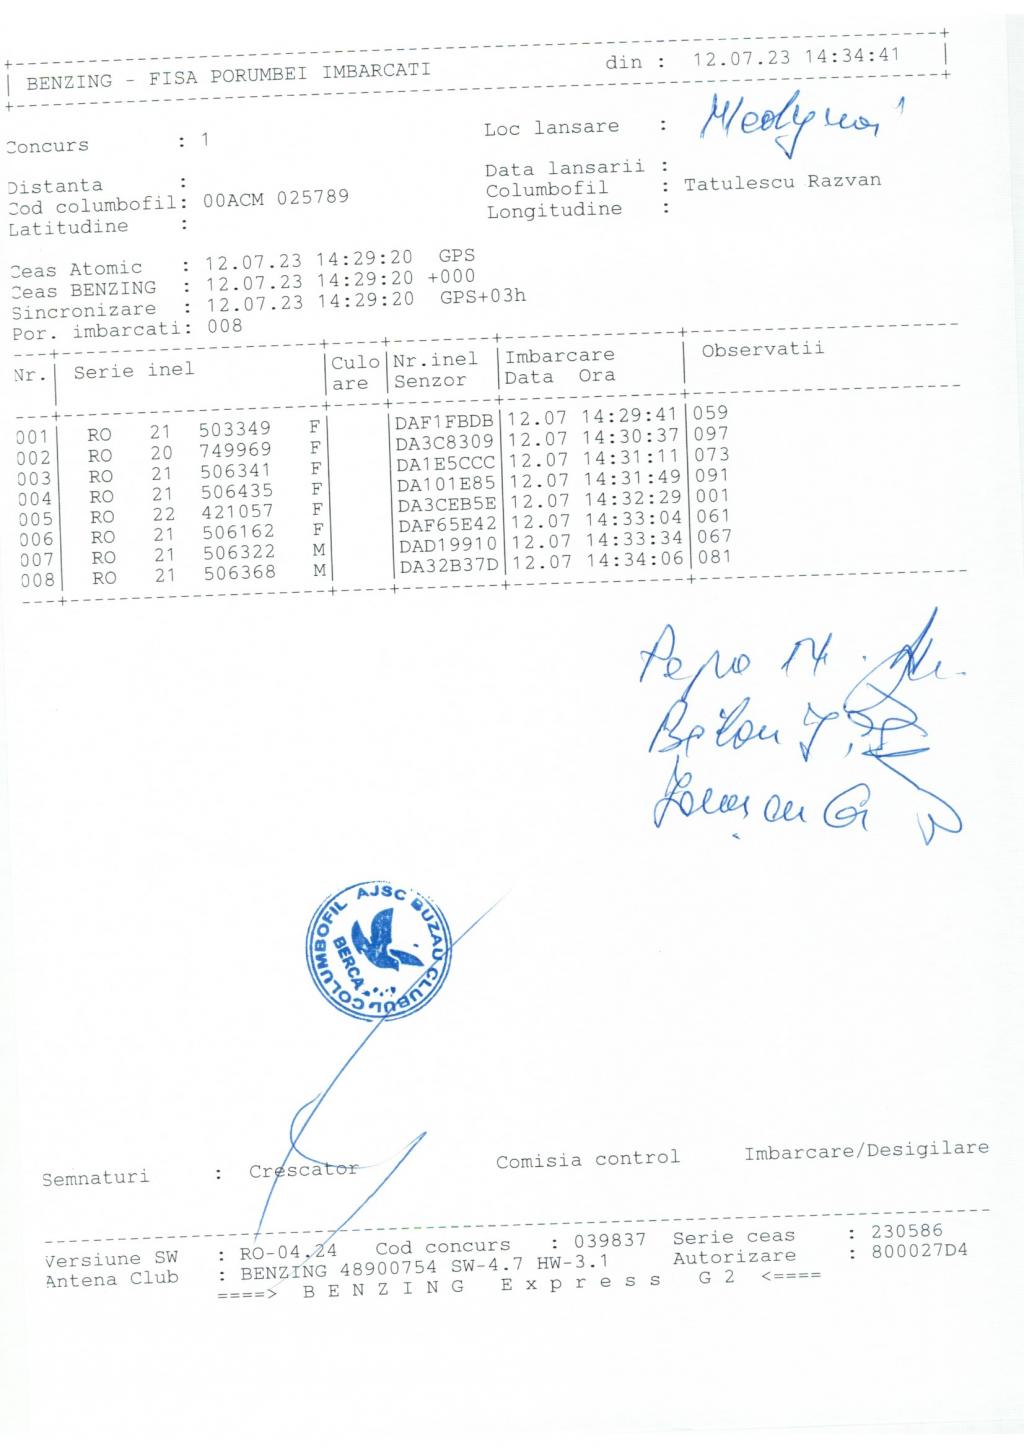 BENZING - FISA PORUMBEI IMBARCATI din : 12.07.23 14:34:41
Concurs : 1 Loc lansare :
Distanta : Data lansarii :
Cod columbofil: 00ACM 025789 Columbofil : Tatulescu Razvan
Latitudine : Longitudine :
Ceas Atomic : 12.07.23 14:29:20 GPS
Ceas BENZING : 12.07.23 14:29:20 +000
Sincronizare : 12.07.23 14:29:20 GPS+03h
Por. imbarcati: 008
Nr. Serie inel Culo Nr.inel Imbarcare Observatii
are Senzor Data Ora
001 RO 21 503349 F DAF1FBDB 12.07 14:29:41 059
002 RO 20 749969 F DA3C8309 12.07 14:30:37 097
003 RO 21 506341 F DA1E5CCC 12.07 14:31:11 073
004 RO 21 506435 F DA101E85 12.07 14:31:49 091
005 RO 22 421057 F DA3CEB5E 12.07 14:32:29 001
006 RO 21 506162 F DAF65E42 12.07 14:33:04 061
007 RO 21 506322 M DAD19910 12.07 14:33:34 067
008 RO 21 506368 M DA32B37D 12.07 14:34:06 081
CLUBUL COLUMBOFIL AJSC BUZAU
BERCA
Semnaturi : Crescator Comisia control Imbarcare/Desigilare
Versiune SW : RO-04.24 Cod concurs : 039837 Serie ceas : 230586
Antena Club : BENZING 48900754 SW-4.7 HW-3.1 Autorizare : 800027D4
====> B E N Z I N G E x p r e s s G 2 <====